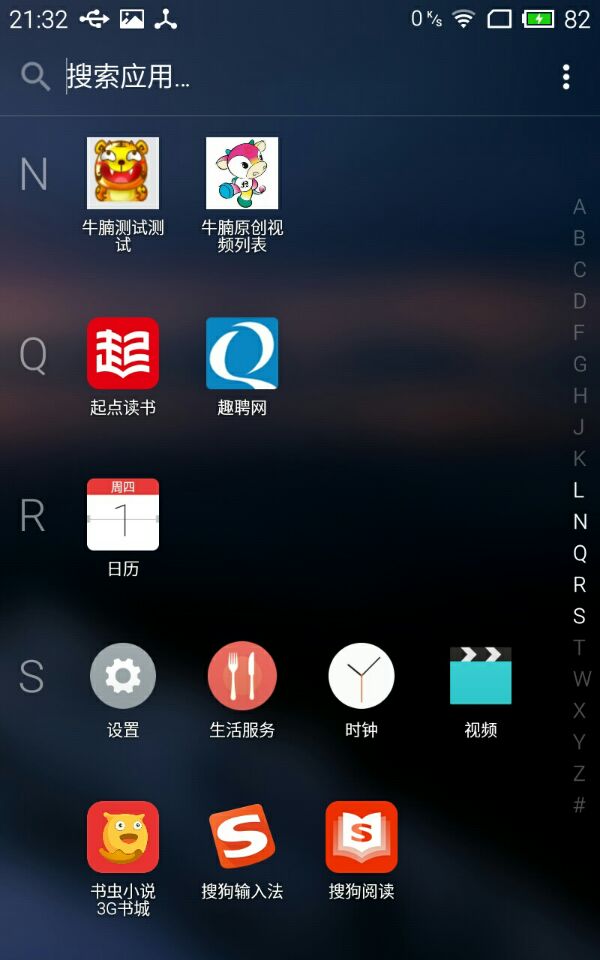 21:32 0 K/s 82
搜索应用...
N
牛腩测试测
试
牛腩原创视
频列表
Q
起
起点读书
趣聘网
R
周四
1
日历
S
设置
生活服务
时钟
视频
书虫小说
3G书城
S
搜狗输入法
S
搜狗阅读
A
B
C
D
F
G
H
J
K
L
N
Q
R
S
T
W
X
Y
Z
#